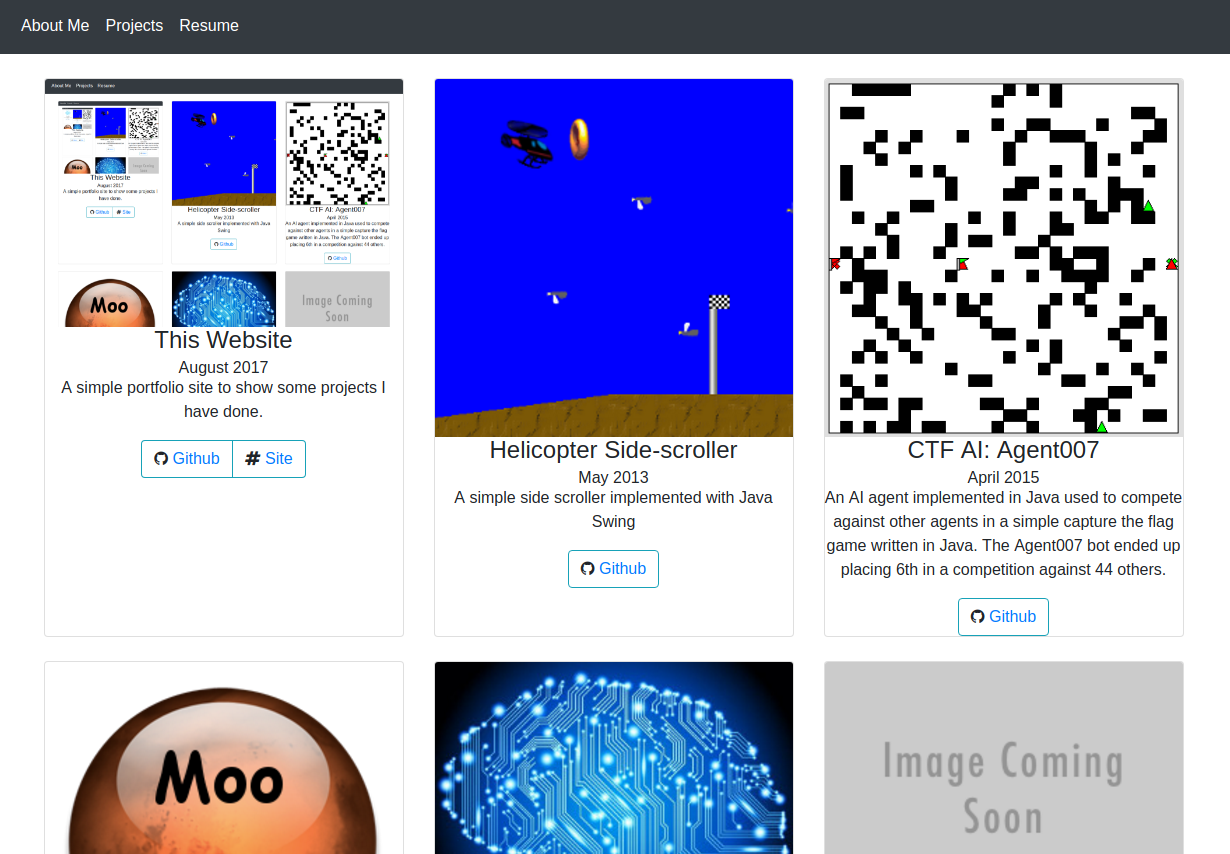 About Me Projects Resume
About Me Projects Resume
This Website
August 2017
A simple portfolio site to show some projects I
have done.
Github Site
Helicopter Side-scroller
May 2013
A simple side scroller implemented with Java
Swing
Github
CTF AI: Agent007
April 2015
An AI agent implemented in Java used to compete
against other agents in a simple capture the flag
game written in Java. The Agent007 bot ended up
placing 6th in a competition against 44 others.
Github
Moo
Image Coming
Soon
This Website
August 2017
A simple portfolio site to show some projects I
have done.
Github # Site
Helicopter Side-scroller
May 2013
A simple side scroller implemented with Java
Swing
Github
CTF AI: Agent007
April 2015
An AI agent implemented in Java used to compete
against other agents in a simple capture the flag
game written in Java. The Agent007 bot ended up
placing 6th in a competition against 44 others.
Github
Moo
Image Coming
Soon